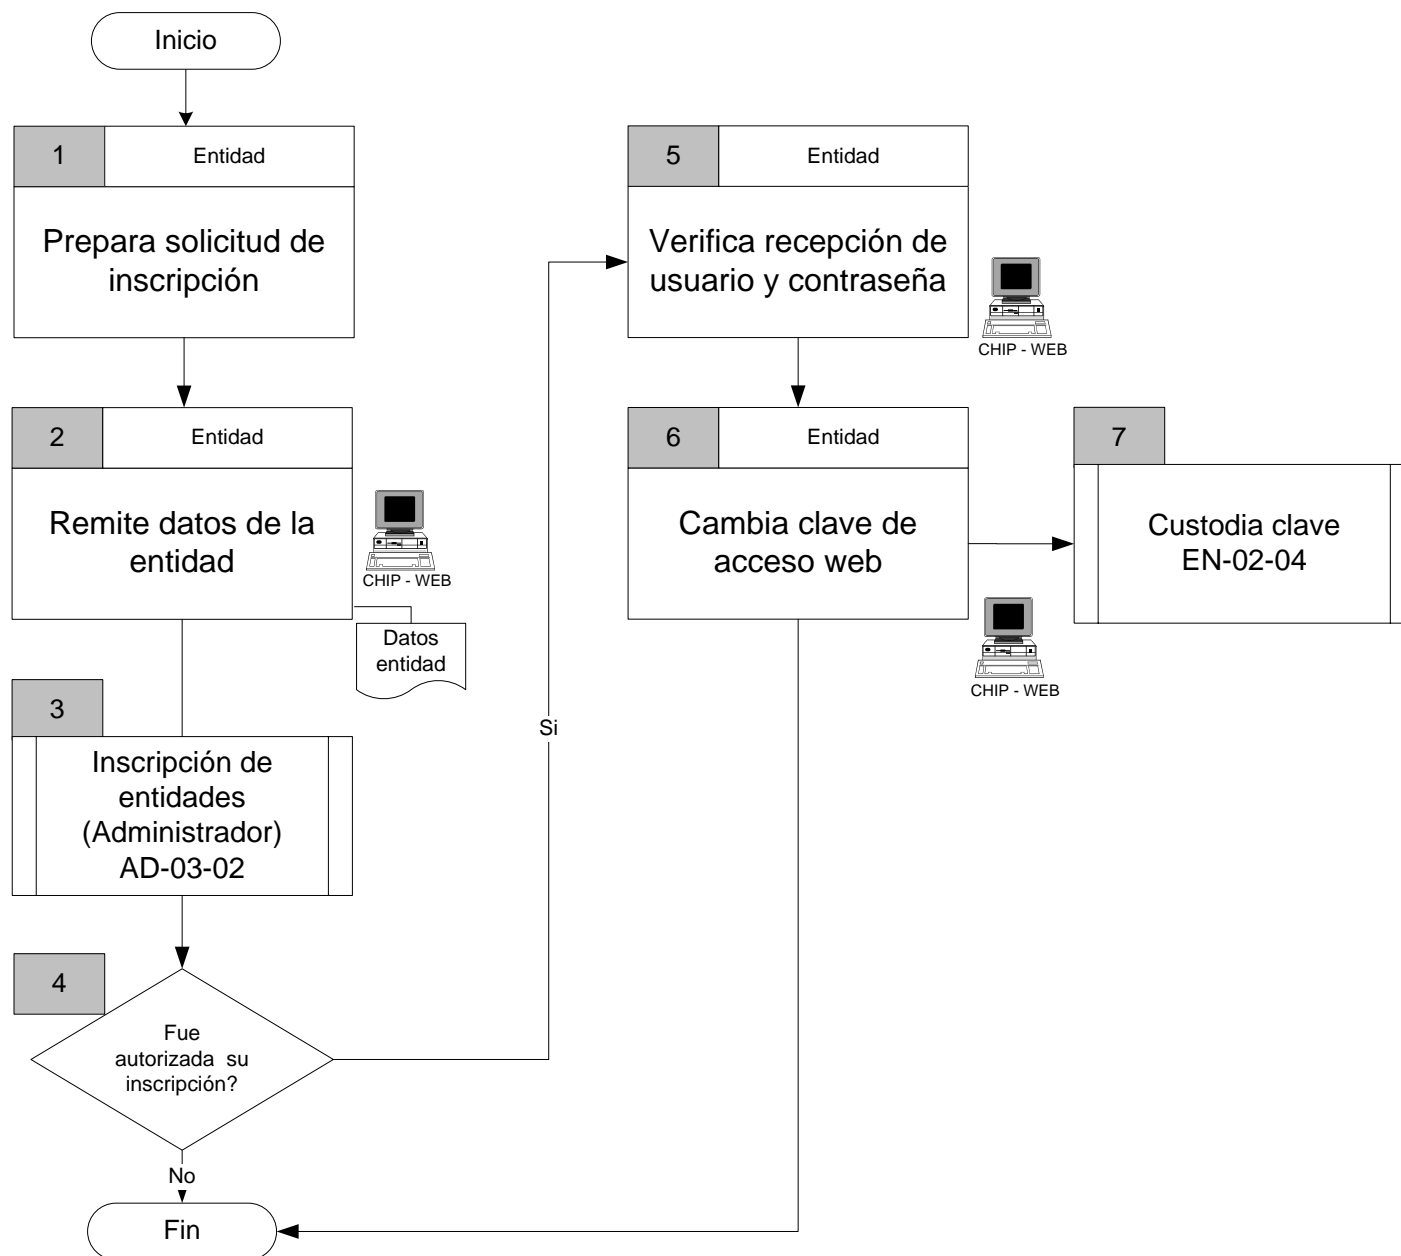 Inicio
1
Entidad
Prepara solicitud de
inscripción
2
Entidad
Remite datos de la
entidad
CHIP - WEB
Datos
entidad
3
Inscripción de
entidades
(Administrador)
AD-03-02
4
Fue
autorizada su
inscripción?
No
Fin
Si
5
Entidad
Verifica recepción de
usuario y contraseña
CHIP - WEB
6
Entidad
Cambia clave de
acceso web
CHIP - WEB
7
Custodia clave
EN-02-04